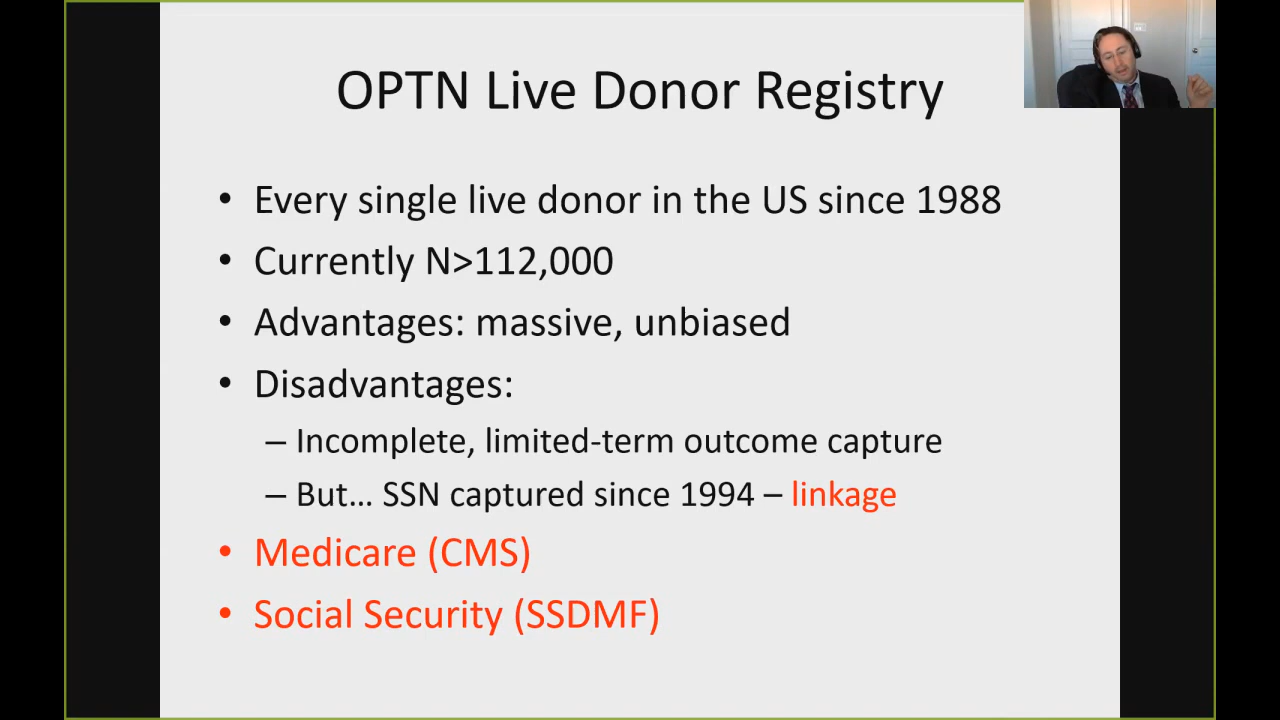 OPTN Live Donor Registry
• Every single live donor in the US since 1988
• Currently N>112,000
• Advantages: massive, unbiased
• Disadvantages:
– Incomplete, limited-term outcome capture
– But... SSN captured since 1994 – linkage
• Medicare (CMS)
• Social Security (SSDMF)